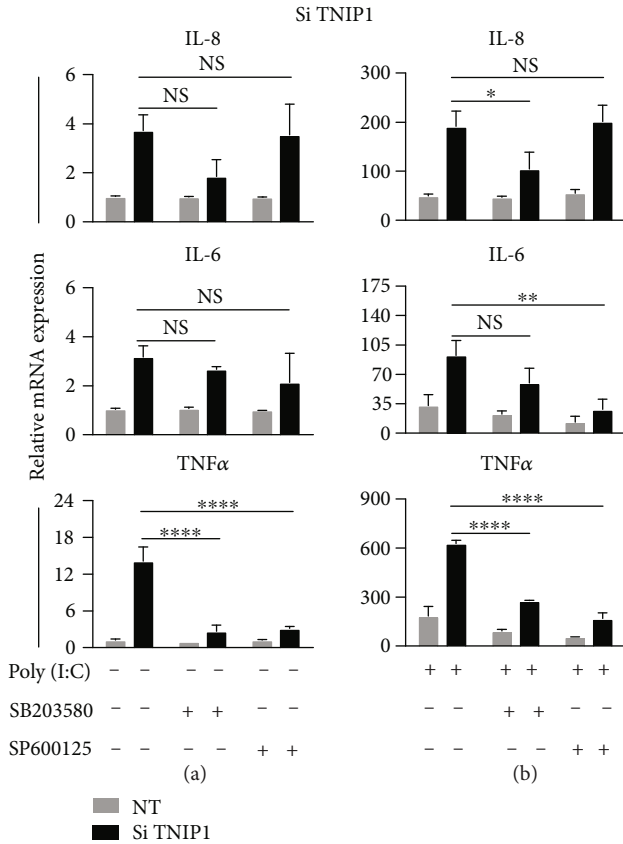 Si TNIP1
IL-8
NS
NS
6
4
2
0
IL-8
NS
*
300
200
100
0
Relative mRNA expression
IL-6
NS
NS
6
4
2
0
IL-6
**
NS
175
140
105
70
35
0
TNFα
****
****
24
18
12
6
0
TNFα
****
****
900
600
300
0
Poly (I:C) – – – – – – + + + + + +
SB203580 – – + + – – – – + + – –
SP600125 – – – – + + – – – – + +
(a) (b)
NT
Si TNIP1